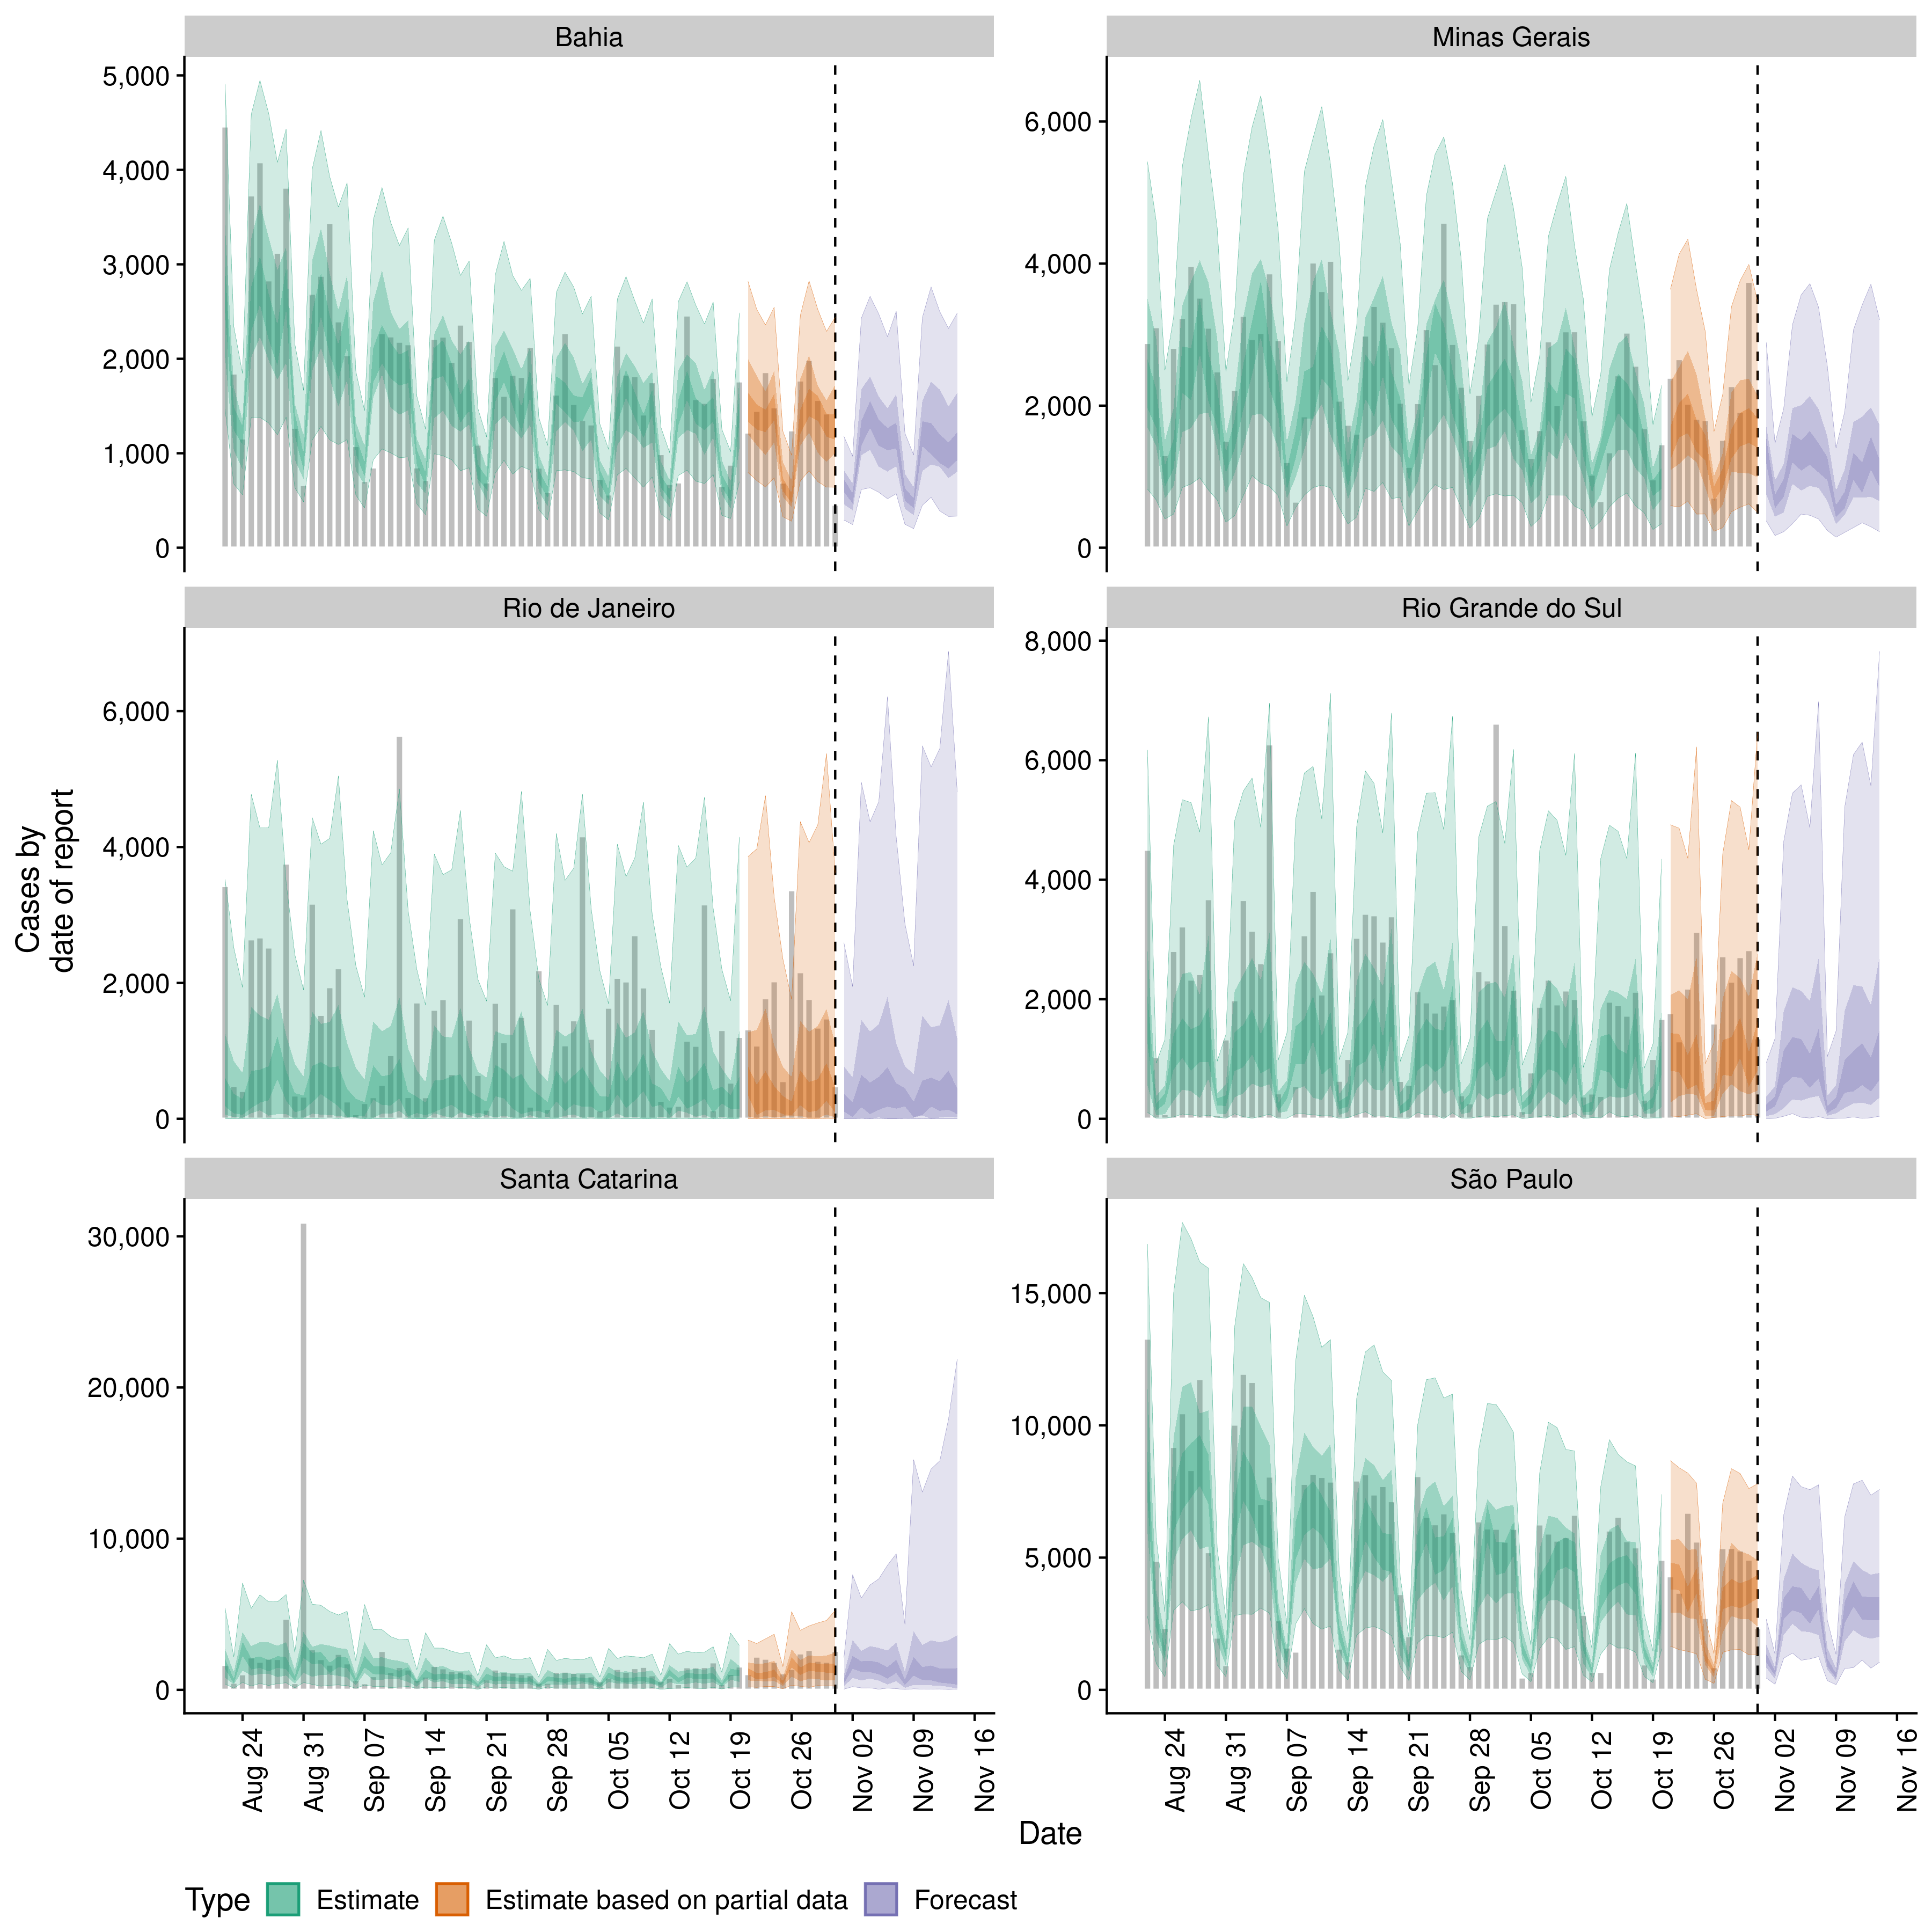 Bahia
Minas Gerais
5,000
4,000
3,000
2,000
1,000
0
6,000
4,000
2,000
0
Rio de Janeiro
Rio Grande do Sul
6,000
4,000
2,000
0
8,000
6,000
4,000
2,000
0
Cases by
date of report
Santa Catarina
São Paulo
30,000
20,000
10,000
0
15,000
10,000
5,000
0
Aug 24
Aug 31
Sep 07
Sep 14
Sep 21
Sep 28
Oct 05
Oct 12
Oct 19
Oct 26
Nov 02
Nov 09
Nov 16
Aug 24
Aug 31
Sep 07
Sep 14
Sep 21
Sep 28
Oct 05
Oct 12
Oct 19
Oct 26
Nov 02
Nov 09
Nov 16
Date
Type Estimate Estimate based on partial data Forecast